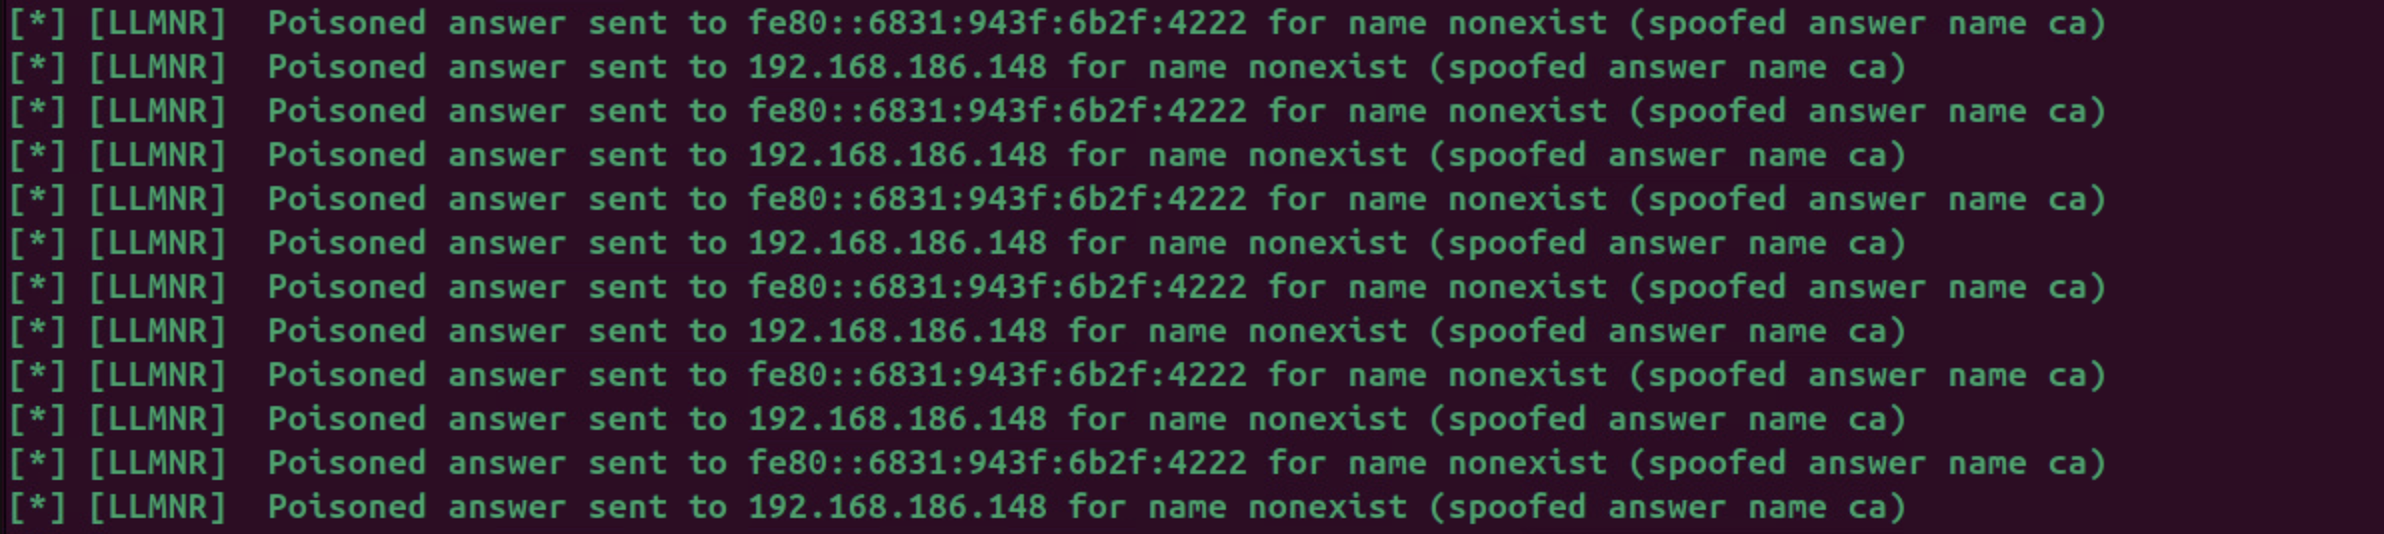 [*] [LLMNR]  Poisoned answer sent to fe80::6831:943f:6b2f:4222 for name nonexist (spoofed answer name ca)
[*] [LLMNR]  Poisoned answer sent to 192.168.186.148 for name nonexist (spoofed answer name ca)
[*] [LLMNR]  Poisoned answer sent to fe80::6831:943f:6b2f:4222 for name nonexist (spoofed answer name ca)
[*] [LLMNR]  Poisoned answer sent to 192.168.186.148 for name nonexist (spoofed answer name ca)
[*] [LLMNR]  Poisoned answer sent to fe80::6831:943f:6b2f:4222 for name nonexist (spoofed answer name ca)
[*] [LLMNR]  Poisoned answer sent to 192.168.186.148 for name nonexist (spoofed answer name ca)
[*] [LLMNR]  Poisoned answer sent to fe80::6831:943f:6b2f:4222 for name nonexist (spoofed answer name ca)
[*] [LLMNR]  Poisoned answer sent to 192.168.186.148 for name nonexist (spoofed answer name ca)
[*] [LLMNR]  Poisoned answer sent to fe80::6831:943f:6b2f:4222 for name nonexist (spoofed answer name ca)
[*] [LLMNR]  Poisoned answer sent to 192.168.186.148 for name nonexist (spoofed answer name ca)
[*] [LLMNR]  Poisoned answer sent to fe80::6831:943f:6b2f:4222 for name nonexist (spoofed answer name ca)
[*] [LLMNR]  Poisoned answer sent to 192.168.186.148 for name nonexist (spoofed answer name ca)